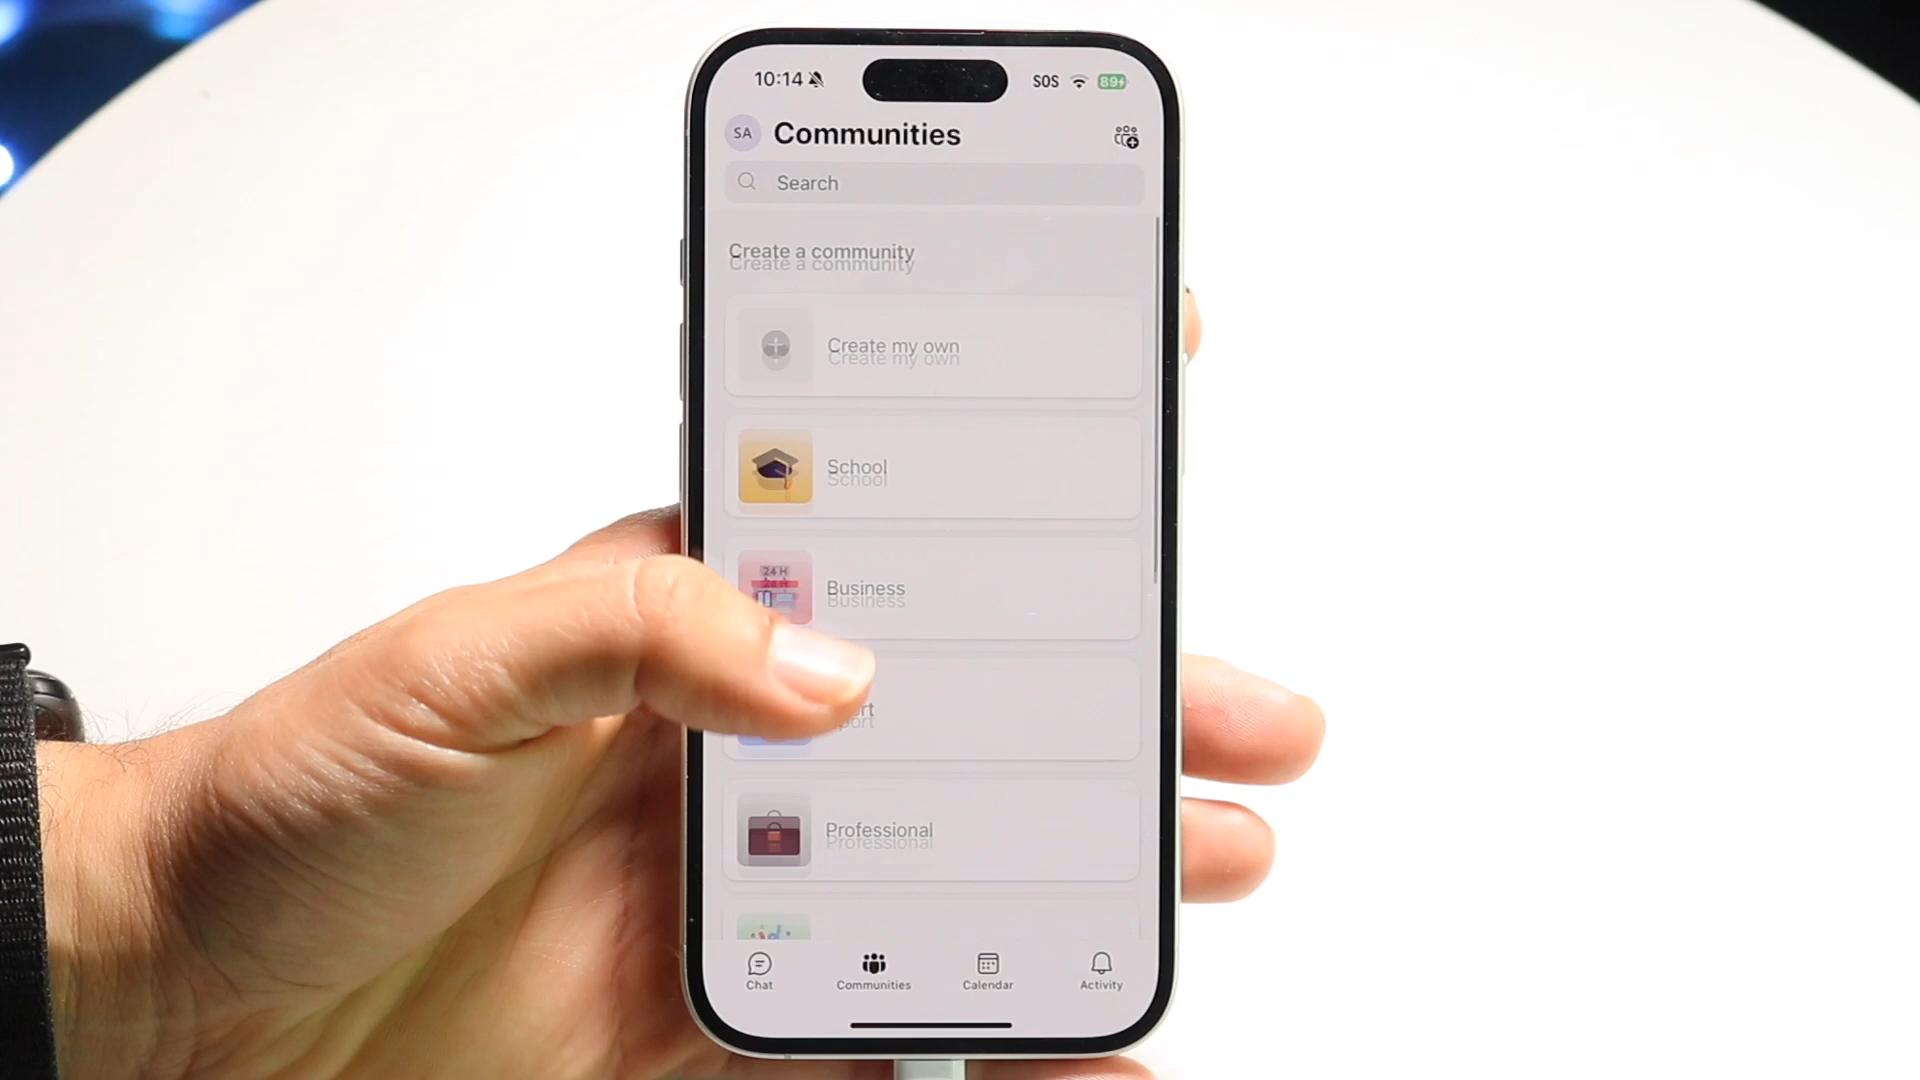 10:14 SOS 89
SA Communities
Search
Create a community
Create my own
School
24 H
Business
Professional
Chat Communities Calendar Activity